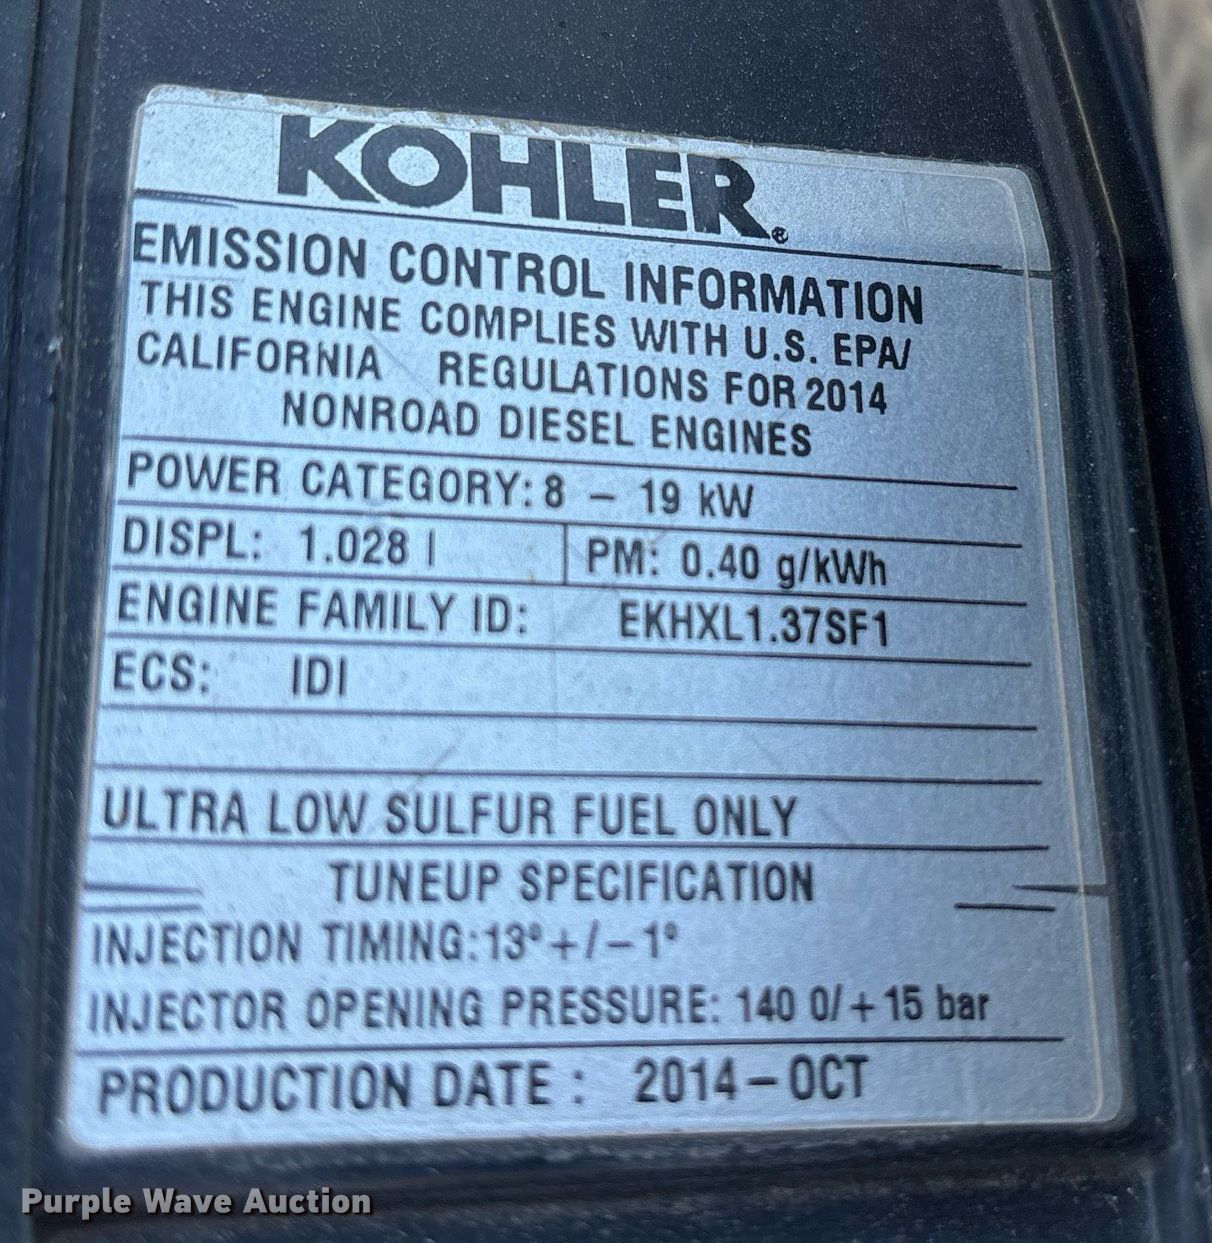 KOHLER®
EMISSION CONTROL INFORMATION
THIS ENGINE COMPLIES WITH U.S. EPA/
CALIFORNIA REGULATIONS FOR 2014
NONROAD DIESEL ENGINES
POWER CATEGORY: 8 – 19 kW
DISPL: 1.028 l PM: 0.40 g/kWh
ENGINE FAMILY ID: EKHXL1.37SF1
ECS: IDI
ULTRA LOW SULFUR FUEL ONLY
TUNEUP SPECIFICATION
INJECTION TIMING:13°+/–1°
INJECTOR OPENING PRESSURE: 140 0/+15 bar
PRODUCTION DATE : 2014–OCT
Purple Wave Auction